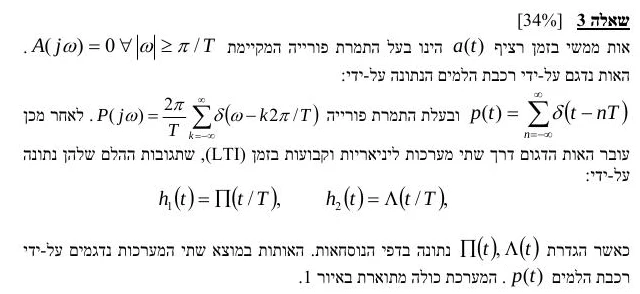 שאלה 3 [34%]
אות ממשי בזמן רציף a(t) הינו בעל התמרת פורייה המקיימת A(jω) = 0 ∀ |ω| ≥ π/T.
האות נדגם על-ידי רכבת הלמים הנתונה על-ידי:
p(t) = ∑_{n=-∞}^{∞} δ(t − nT) ובעלת התמרת פורייה P(jω) = \frac{2π}{T} ∑_{k=-∞}^{∞} δ(ω − k2π/T). לאחר מכן
עובר האות הדגום דרך שתי מערכות ליניאריות וקבועות בזמן (LTI), שתגובות ההלם שלהן נתונה
על-ידי:
h₁(t) = Π(t/T), h₂(t) = Λ(t/T),
כאשר הגדרת Π(t), Λ(t) נתונה בדפי הנוסחאות. האותות במוצא שתי המערכות נדגמים על-ידי
רכבת הלמים p(t). המערכת כולה מתוארת באיור 1.